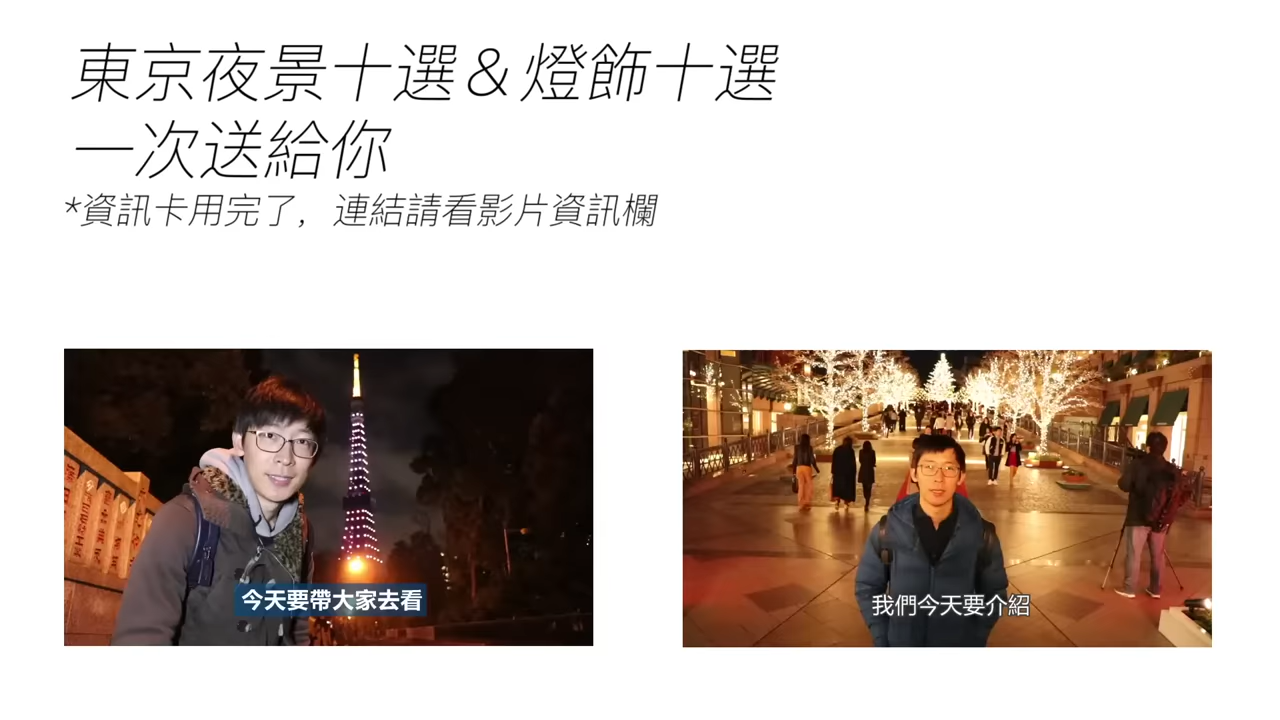 東京夜景十選＆燈飾十選
一次送給你
*資訊卡用完了，連結請看影片資訊欄
今天要帶大家去看
我們今天要介紹